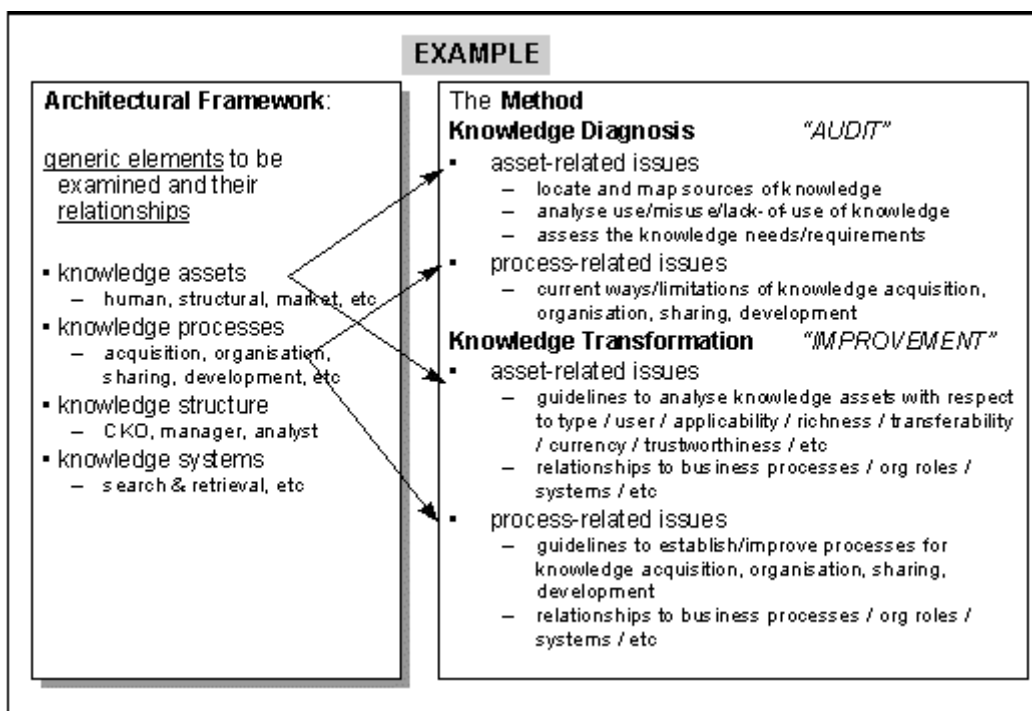 EXAMPLE
Architectural Framework:
generic elements to be
examined and their
relationships
▪ knowledge assets
– human, structural, market, etc
▪ knowledge processes
– acquisition, organisation,
sharing, development, etc
▪ knowledge structure
– CKO, manager, analyst
▪ knowledge systems
– search & retrieval, etc
The Method
Knowledge Diagnosis "AUDIT"
▪ asset-related issues
– locate and map sources of knowledge
– analyse use/misuse/lack-of-use of knowledge
– assess the knowledge needs/requirements
▪ process-related issues
– current ways/limitations of knowledge acquisition,
organisation, sharing, development
Knowledge Transformation "IMPROVEMENT"
▪ asset-related issues
– guidelines to analyse knowledge assets with respect
to type / user / applicability / richness / transferability
/ currency / trustworthiness / etc
– relationships to business processes / org roles /
systems / etc
▪ process-related issues
– guidelines to establish/improve processes for
knowledge acquisition, organisation, sharing,
development
– relationships to business processes / org roles /
systems / etc